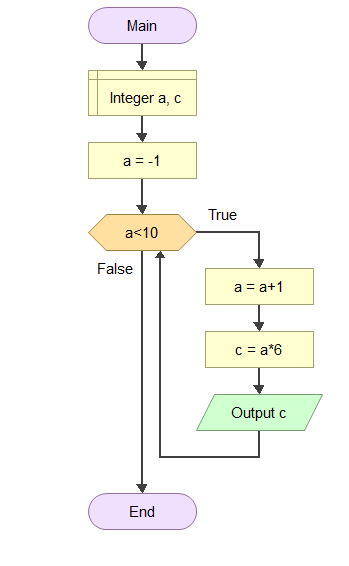 Main
Integer a, c
a = -1
a<10
True
False
a = a+1
c = a*6
Output c
End